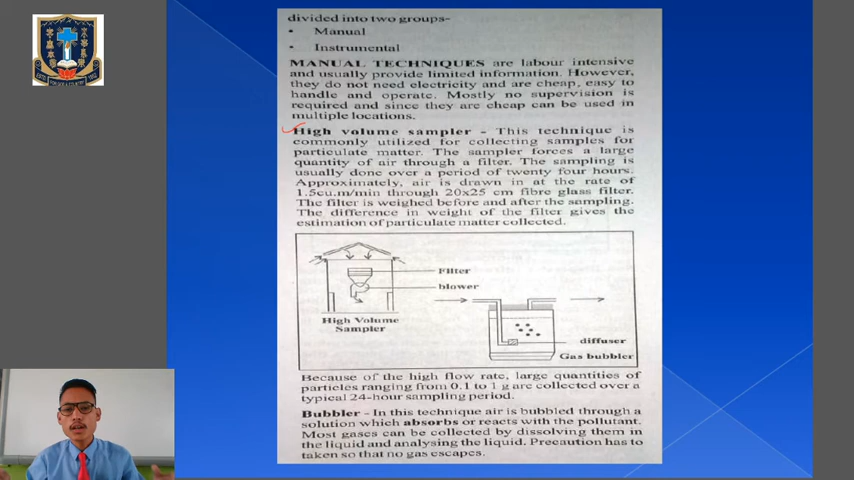 divided into two groups-
• Manual
• Instrumental
MANUAL TECHNIQUES are labour intensive
and usually provide limited information. However,
they do not need electricity and are cheap, easy to
handle and operate. Mostly no supervision is
required and since they are cheap can be used in
multiple locations.
High volume sampler - This technique is
commonly utilized for collecting samples for
particulate matter. The sampler forces a large
quantity of air through a filter. The sampling is
usually done over a period of twenty four hours.
Approximately, air is drawn in at the rate of
1.5cu.m/min through 20x25 cm fibre glass filter.
The filter is weighed before and after the sampling.
The difference in weight of the filter gives the
estimation of particulate matter collected.
Filter
blower
High Volume
Sampler
diffuser
Gas bubbler
Because of the high flow rate, large quantities of
particles ranging from 0.1 to 1 g are collected over a
typical 24-hour sampling period.
Bubbler - In this technique air is bubbled through a
solution which absorbs or reacts with the pollutant.
Most gases can be collected by dissolving them in
the liquid and analysing the liquid. Precaution has to
taken so that no gas escapes.